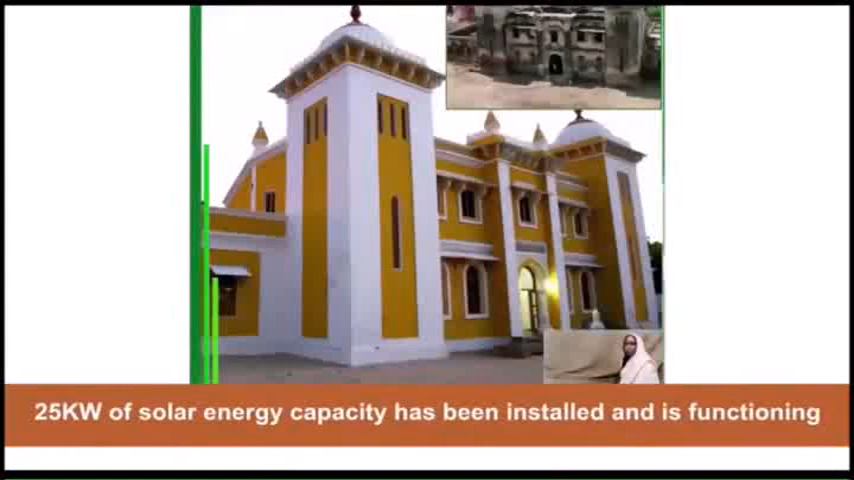 25KW of solar energy capacity has been installed and is functioning